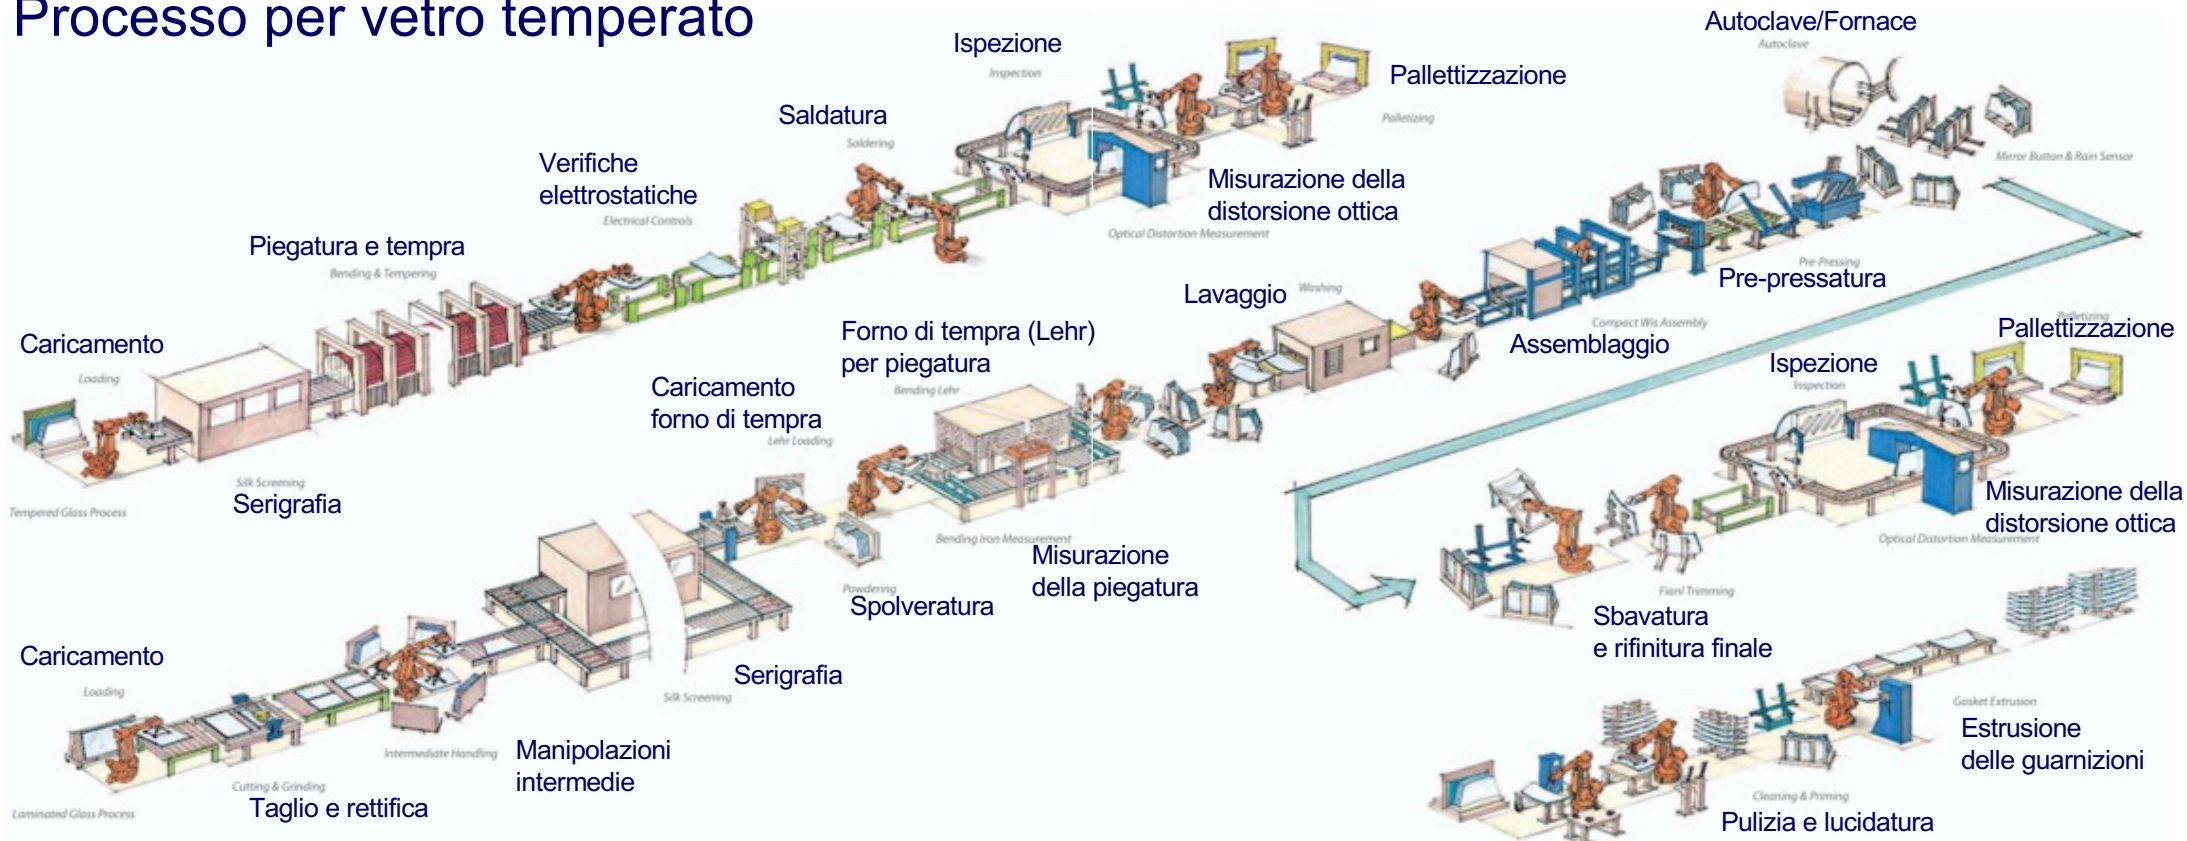 Processo per vetro temperato
Autoclave/Fornace
Autoclave
Ispezione
Inspection
Pallettizzazione
Palletizing
Saldatura
Soldering
Mirror Button & Rain Sensor
Verifiche
elettrostatiche
Electrical Controls
Misurazione della
distorsione ottica
Optical Distortion Measurement
Piegatura e tempra
Bending & Tempering
Pre-Pressing
Pre-pressatura
Lavaggio
Washing
Caricamento
Loading
Forno di tempra (Lehr)
per piegatura
Bending Lehr
Compact Wis Assembly
Assemblaggio
Palletizing
Pallettizzazione
Ispezione
Inspection
Caricamento
forno di tempra
Lehr Loading
Silk Screening
Serigrafia
Tempered Glass Process
Misurazione della
distorsione ottica
Optical Distortion Measurement
Bending Iron Measurement
Misurazione
della piegatura
Powdering
Spolveratura
Fianl Trimming
Sbavatura
e rifinitura finale
Caricamento
Loading
Serigrafia
Silk Screening
Gasket Extrusion
Estrusione
delle guarnizioni
Intermediate Handling
Manipolazioni
intermedie
Cutting & Grinding
Taglio e rettifica
Laminated Glass Process
Cleaning & Priming
Pulizia e lucidatura